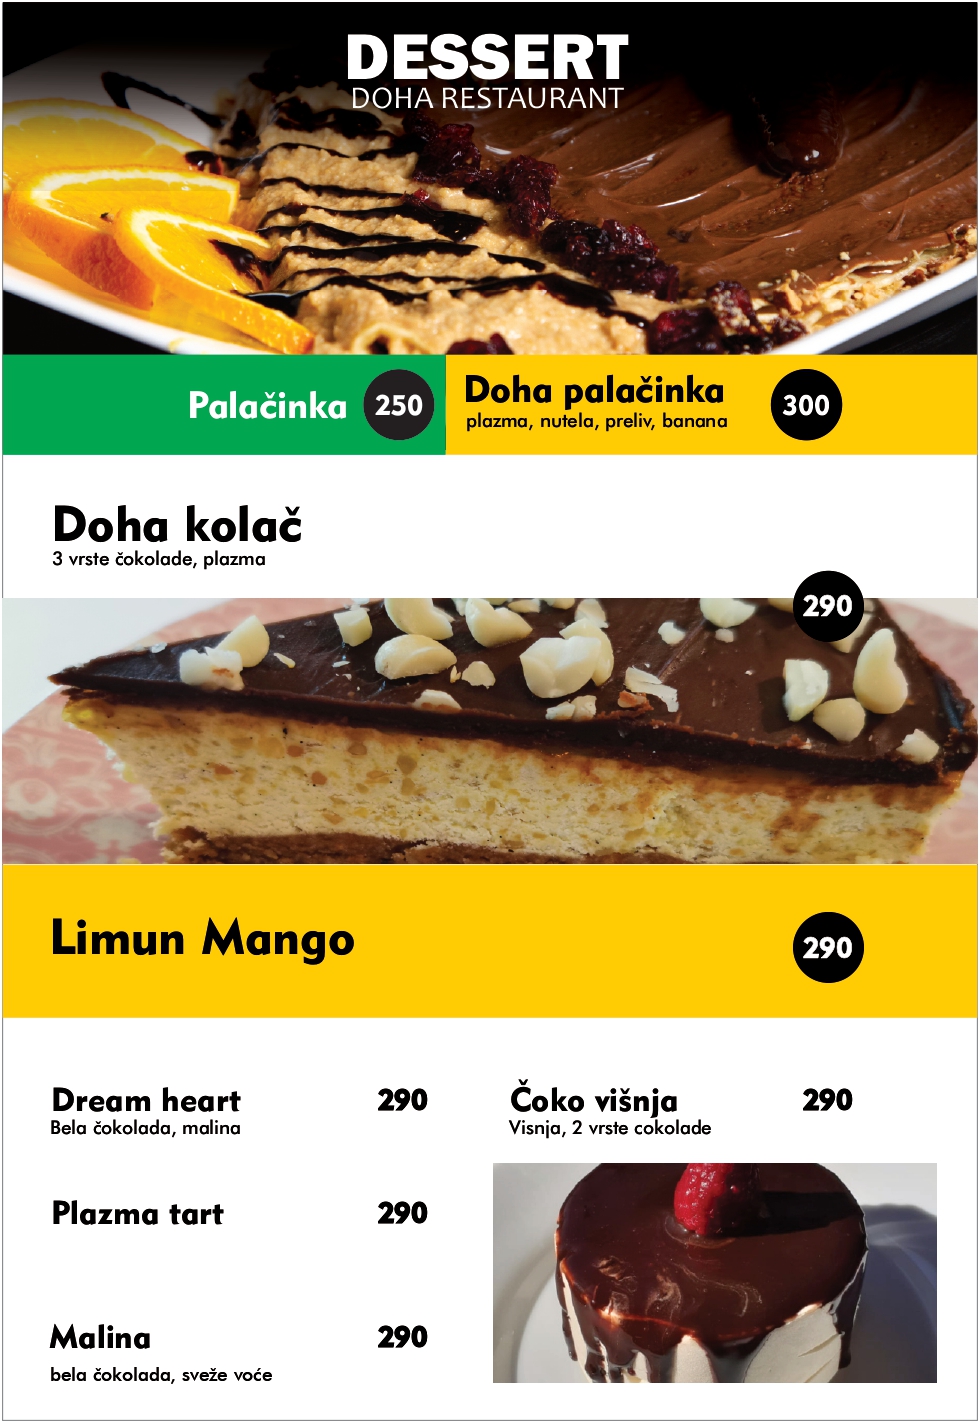 DESSERT
DOHA RESTAURANT
Palačinka 250
Doha palačinka 300
plazma, nutela, preliv, banana
Doha kolač
3 vrste čokolade, plazma
290
Limun Mango 290
Dream heart 290
Bela čokolada, malina
Čoko višnja 290
Visnja, 2 vrste cokolade
Plazma tart 290
Malina 290
bela čokolada, sveže voće